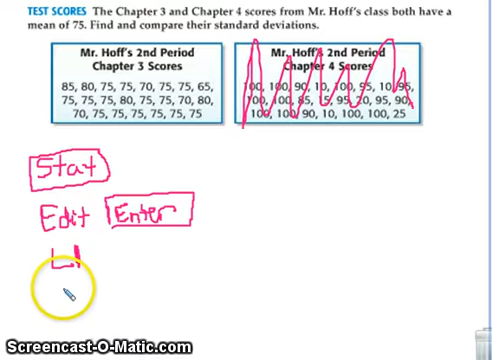 TEST SCORES The Chapter 3 and Chapter 4 scores from Mr. Hoff's class both have a
mean of 75. Find and compare their standard deviations.
Mr. Hoff's 2nd Period
Chapter 3 Scores
85, 80, 75, 75, 70, 75, 75, 65,
75, 75, 75, 80, 75, 75, 70, 80,
70, 75, 75, 75, 75, 75, 75
Mr. Hoff's 2nd Period
Chapter 4 Scores
100, 100, 90, 10, 100, 95, 10, 95,
100, 100, 85, 15, 95, 20, 95, 90,
100, 100, 90, 10, 100, 100, 25
Stat
Edit Enter
L1
Screencast-O-Matic.com